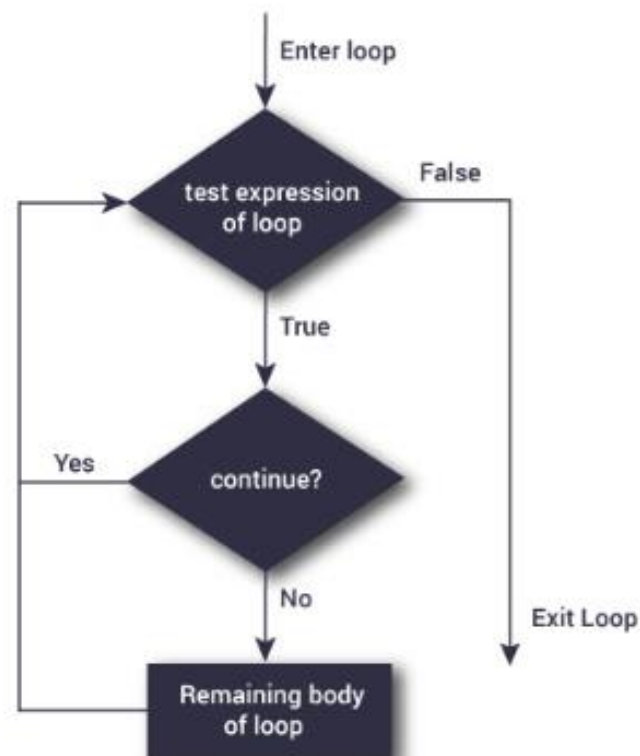 Enter loop
test expression
of loop
False
True
continue?
Yes
No
Exit Loop
Remaining body
of loop